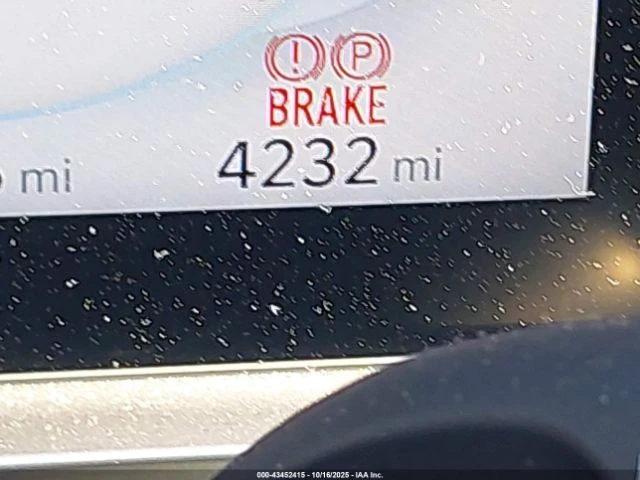 ! P
BRAKE
4232 mi
mi
000-43452415 - 10/16/2025 - IAA Inc.